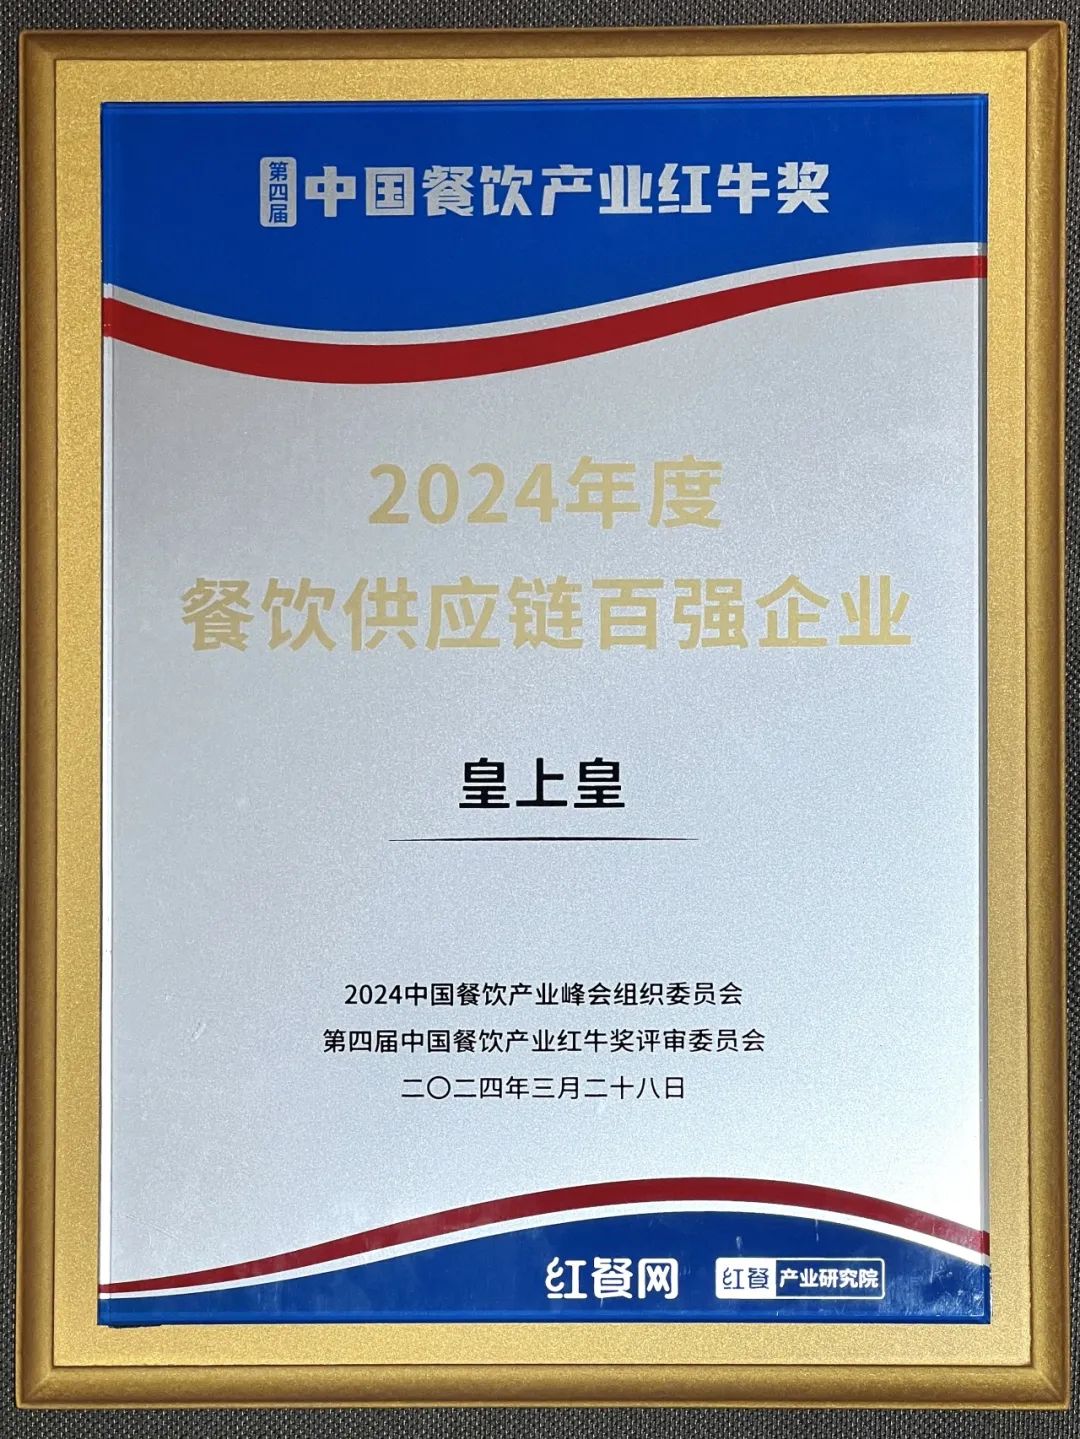 第四届 中国餐饮产业红牛奖
2024年度
餐饮供应链百强企业
皇上皇
2024中国餐饮产业峰会组织委员会
第四届中国餐饮产业红牛奖评审委员会
二〇二四年三月二十八日
红餐网 红餐 产业研究院